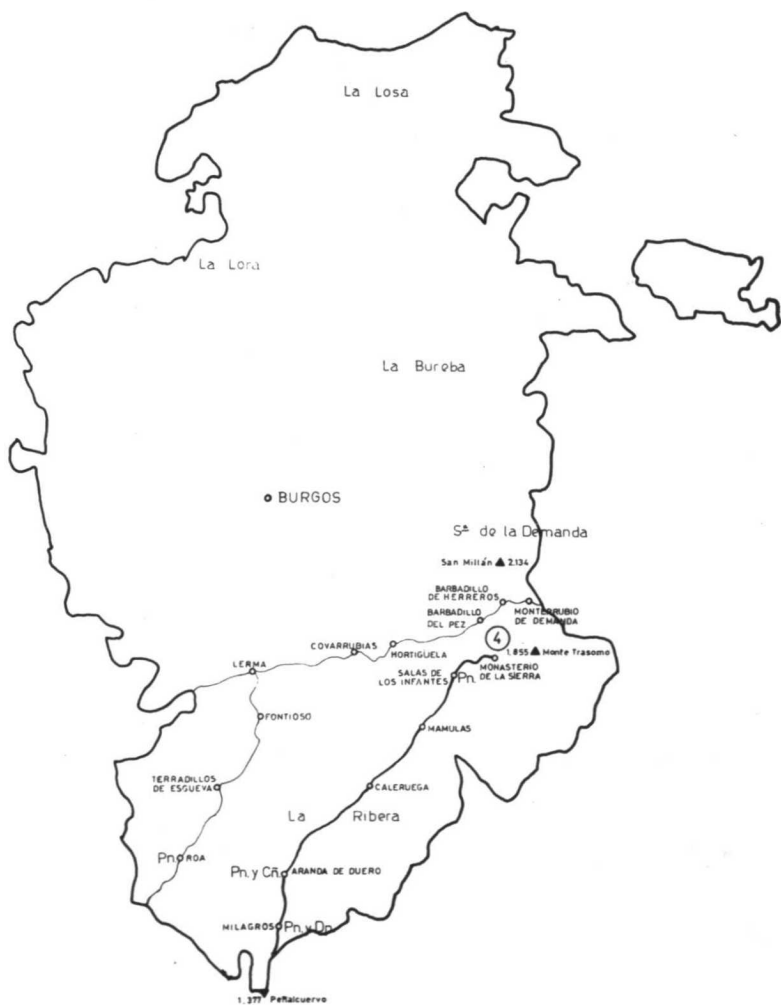 La Losa
La Lora
La Bureba
BURGOS
Sª de la Demanda
San Millán 2.134
BARBADILLO
DE HERREROS
MONTERRUBIO
DE DEMANDA
BARBADILLO
DEL PEZ
4
COVARRUBIAS
HORTIGUELA
1.855 Monte Trasomo
MONASTERIO
DE LA SIERRA
LERMA
SALAS DE
LOS INFANTES
Pn.
FONTIOSO
MAMULAS
TERRADILLOS
DE ESGUEVA
CALERUEGA
La Ribera
Pn. ROA
Pn. y Cñ. ARANDA DE DUERO
MILAGROS Pn. y Dp.
1.377 Peñalcuervo